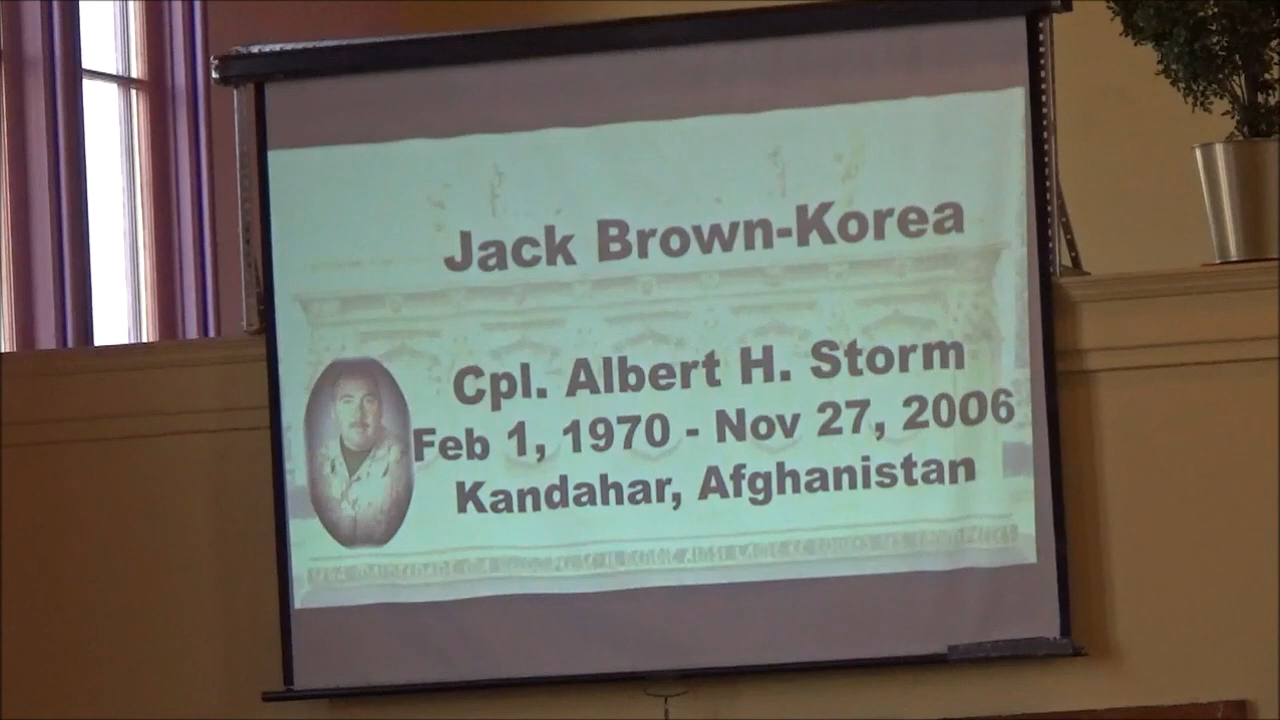 Jack Brown-Korea
Cpl. Albert H. Storm
Feb 1, 1970 - Nov 27, 2006
Kandahar, Afghanistan